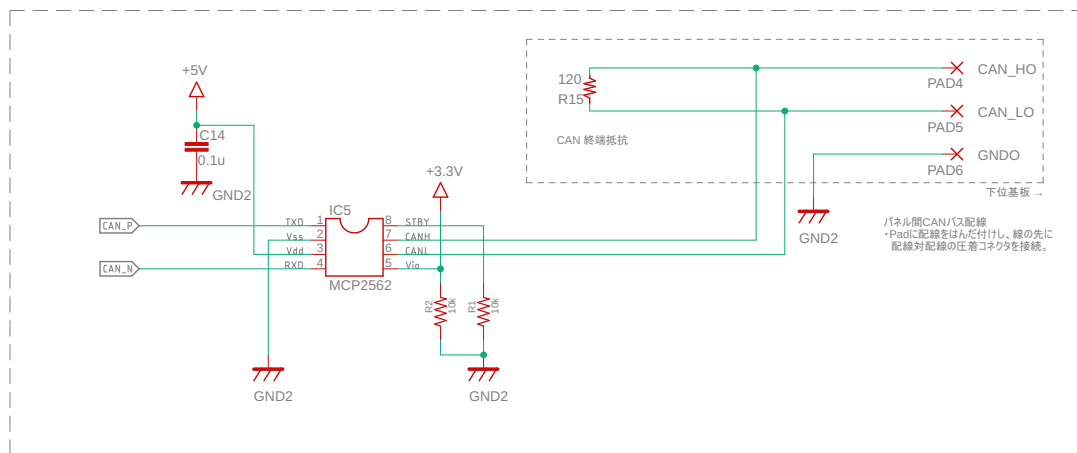 +5V
C14
0.1u
GND2
CAN_P
CAN_N
TXD 1
Vss 2
Vdd 3
RXD 4
IC5
8 STBY
7 CANH
6 CANL
5 Vio
MCP2562
+3.3V
R2
10k
R1
10k
GND2
GND2
120
R15
CAN 終端抵抗
CAN_HO
PAD4
CAN_LO
PAD5
GNDO
PAD6
下位基板 →
GND2
パネル間CANバス配線
・Padに配線をはんだ付けし、線の先に
配線対配線の圧着コネクタを接続。